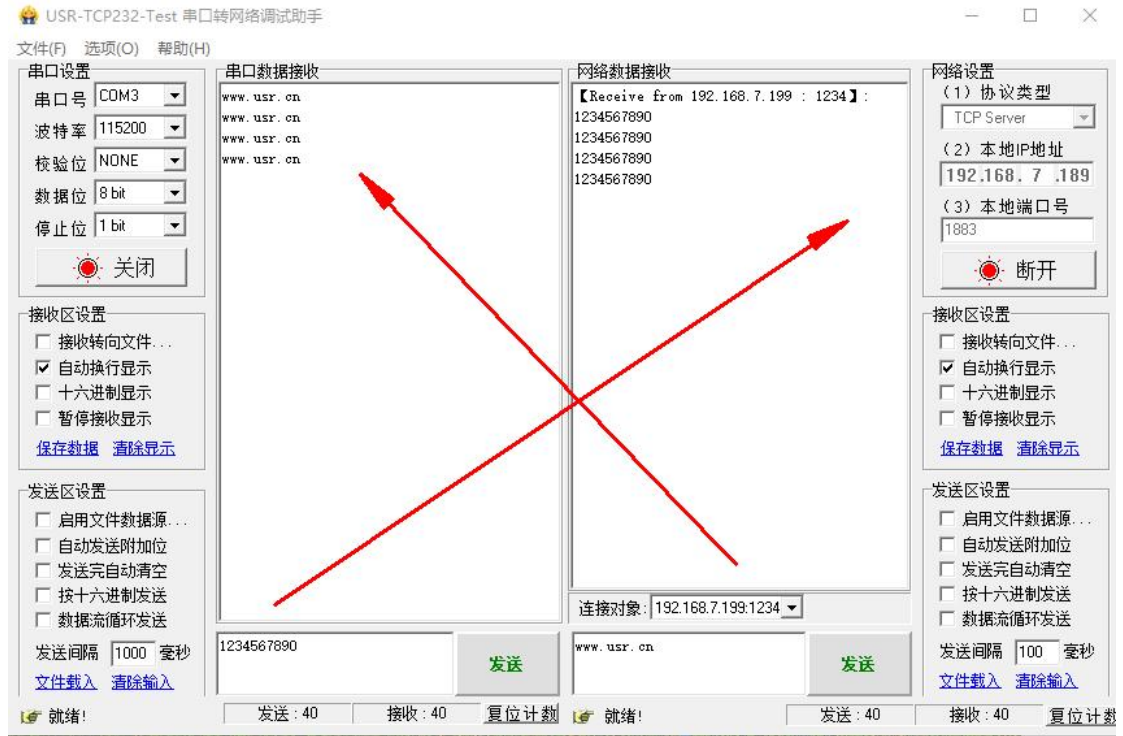 USR-TCP232-Test 串口转网络调试助手
文件(F) 选项(O) 帮助(H)
串口设置
串口号 COM3
波特率 115200
校验位 NONE
数据位 8 bit
停止位 1 bit
关闭
接收区设置
接收转向文件...
自动换行显示
十六进制显示
暂停接收显示
保存数据 清除显示
发送区设置
启用文件数据源...
自动发送附加位
发送完自动清空
按十六进制发送
数据流循环发送
发送间隔 1000 毫秒
文件载入 清除输入
就绪!
串口数据接收
www.usr.cn
www.usr.cn
www.usr.cn
www.usr.cn
1234567890
发送
发送 : 40 接收 : 40 复位计数
网络数据接收
【Receive from 192.168.7.199 : 1234】:
1234567890
1234567890
1234567890
1234567890
连接对象: 192.168.7.199:1234
www.usr.cn
发送
就绪!
发送 : 40 接收 : 40 复位计数
网络设置
(1) 协议类型
TCP Server
(2) 本地IP地址
192.168. 7 .189
(3) 本地端口号
1883
断开
接收区设置
接收转向文件...
自动换行显示
十六进制显示
暂停接收显示
保存数据 清除显示
发送区设置
启用文件数据源...
自动发送附加位
发送完自动清空
按十六进制发送
数据流循环发送
发送间隔 100 毫秒
文件载入 清除输入